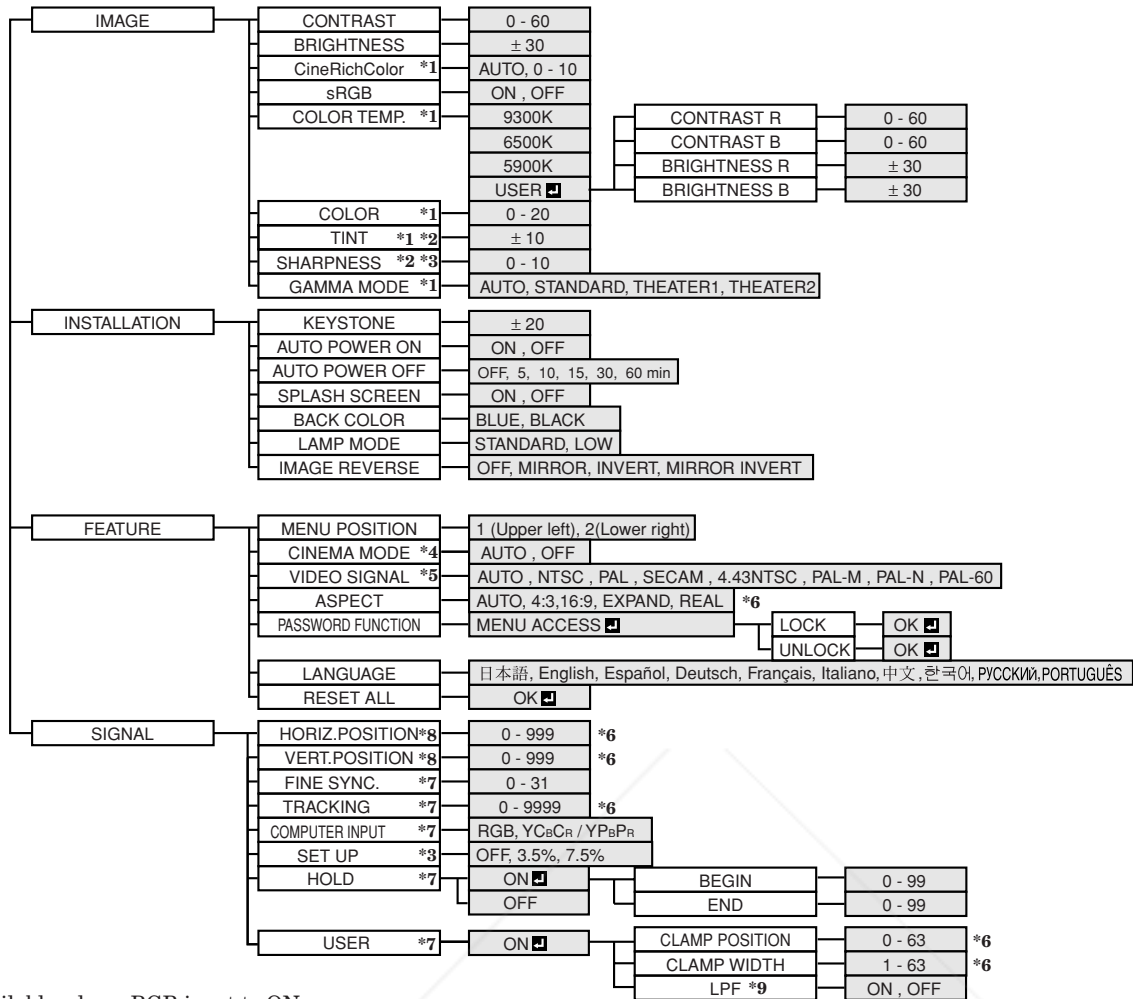 IMAGE CONTRAST 0 - 60
BRIGHTNESS ± 30
CineRichColor *1 AUTO, 0 - 10
sRGB ON , OFF
COLOR TEMP. *1 9300K CONTRAST R 0 - 60
6500K CONTRAST B 0 - 60
5900K BRIGHTNESS R ± 30
USER BRIGHTNESS B ± 30
COLOR *1 0 - 20
TINT *1 *2 ± 10
SHARPNESS *2 *3 0 - 10
GAMMA MODE *1 AUTO, STANDARD, THEATER1, THEATER2
INSTALLATION KEYSTONE ± 20
AUTO POWER ON ON , OFF
AUTO POWER OFF OFF, 5, 10, 15, 30, 60 min
SPLASH SCREEN ON , OFF
BACK COLOR BLUE, BLACK
LAMP MODE STANDARD, LOW
IMAGE REVERSE OFF, MIRROR, INVERT, MIRROR INVERT
FEATURE MENU POSITION 1 (Upper left), 2(Lower right)
CINEMA MODE *4 AUTO , OFF
VIDEO SIGNAL *5 AUTO , NTSC , PAL , SECAM , 4.43NTSC , PAL-M , PAL-N , PAL-60
ASPECT AUTO, 4:3,16:9, EXPAND, REAL *6
PASSWORD FUNCTION MENU ACCESS LOCK OK
UNLOCK OK
LANGUAGE 日本語, English, Español, Deutsch, Français, Italiano, 中文, 한국어, РУССКИЙ, PORTUGUÊS
RESET ALL OK
SIGNAL HORIZ.POSITION*8 0 - 999 *6
VERT.POSITION *8 0 - 999 *6
FINE SYNC. *7 0 - 31
TRACKING *7 0 - 9999 *6
COMPUTER INPUT *7 RGB, YCBCR / YPBPR
SET UP *3 OFF, 3.5%, 7.5%
HOLD *7 ON BEGIN 0 - 99
OFF END 0 - 99
USER *7 ON CLAMP POSITION 0 - 63 *6
CLAMP WIDTH 1 - 63 *6
LPF *9 ON , OFF